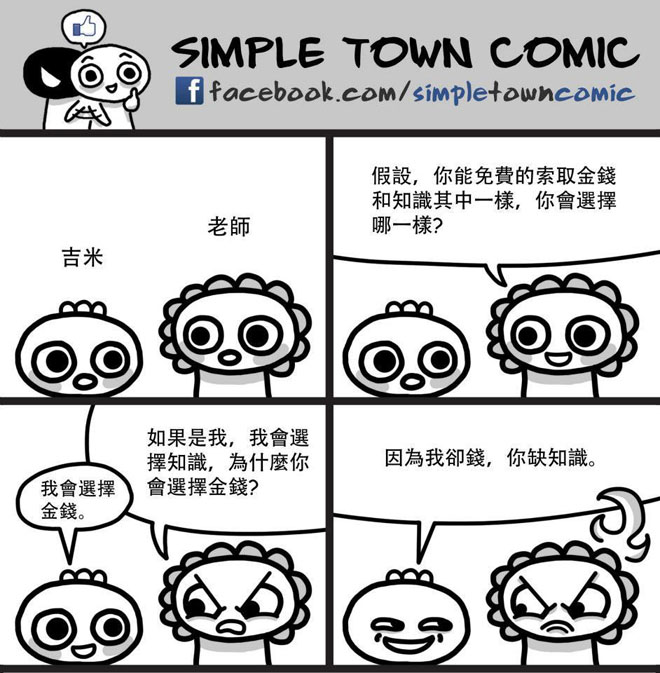 SIMPLE TOWN COMIC
facebook.com/simpletowncomic
吉米
老師
假設，你能免費的索取金錢
和知識其中一樣，你會選擇
哪一樣?
我會選擇
金錢。
如果是我，我會選
擇知識，為什麼你
會選擇金錢?
因為我卻錢，你缺知識。